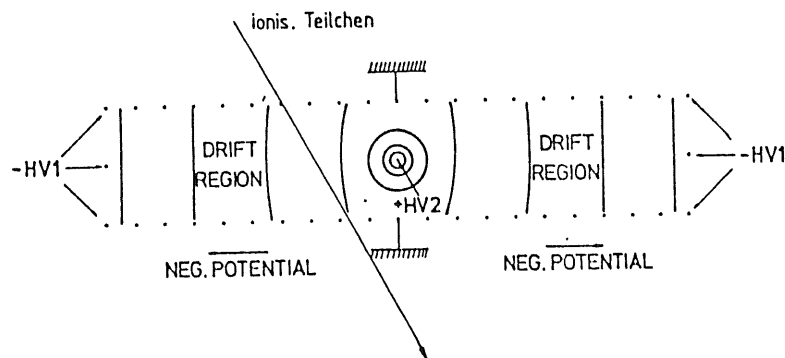 ionis. Teilchen
-HV1
DRIFT
REGION
DRIFT
REGION
-HV1
+HV2
NEG. POTENTIAL
NEG. POTENTIAL